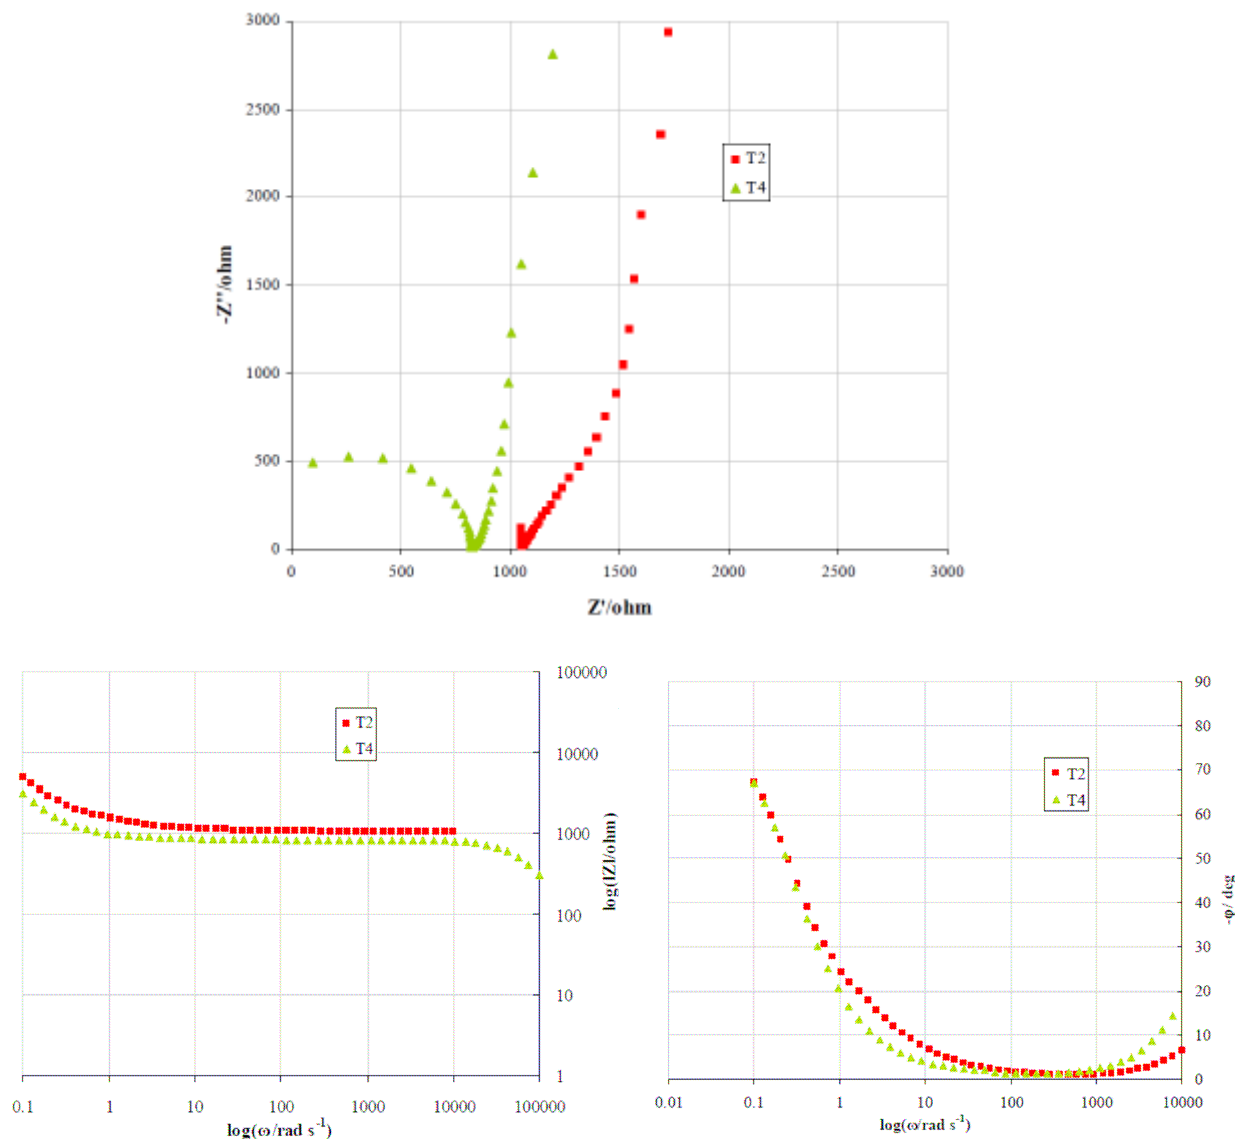 3000
2500
2000
1500
1000
500
0
-Z''/ohm
T2
T4
0 500 1000 1500 2000 2500 3000
Z'/ohm
100000
10000
1000
100
10
1
log(|Z|/ohm)
T2
T4
0.1 1 10 100 1000 10000 100000
log(ω/rad s⁻¹)
90
80
70
60
50
40
30
20
10
0
-φ/ deg
T2
T4
0.01 0.1 1 10 100 1000 10000
log(ω/rad s⁻¹)